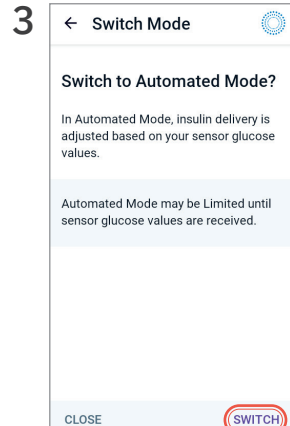 3
← Switch Mode
Switch to Automated Mode?
In Automated Mode, insulin delivery is
adjusted based on your sensor glucose
values.
Automated Mode may be Limited until
sensor glucose values are received.
CLOSE
SWITCH